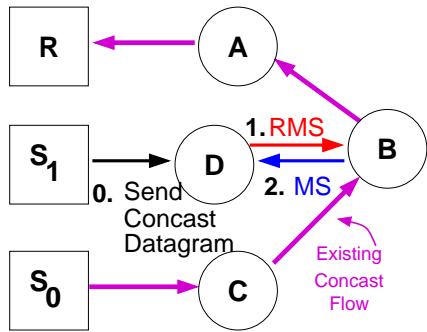 R
A
1. RMS
S1
D
B
0. Send
Concast
Datagram
2. MS
S0
C
Existing
Concast
Flow